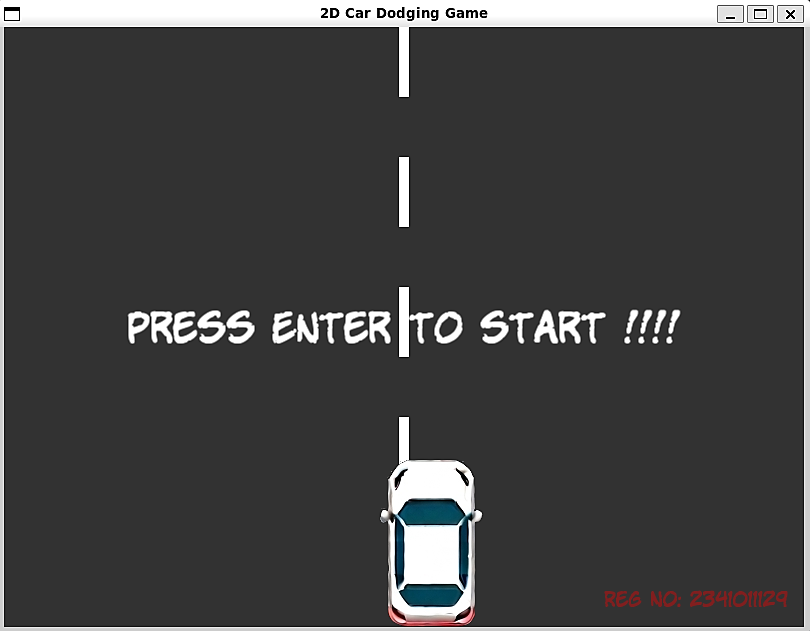 2D Car Dodging Game
PRESS ENTER TO START !!!!
REG NO: 2341011129